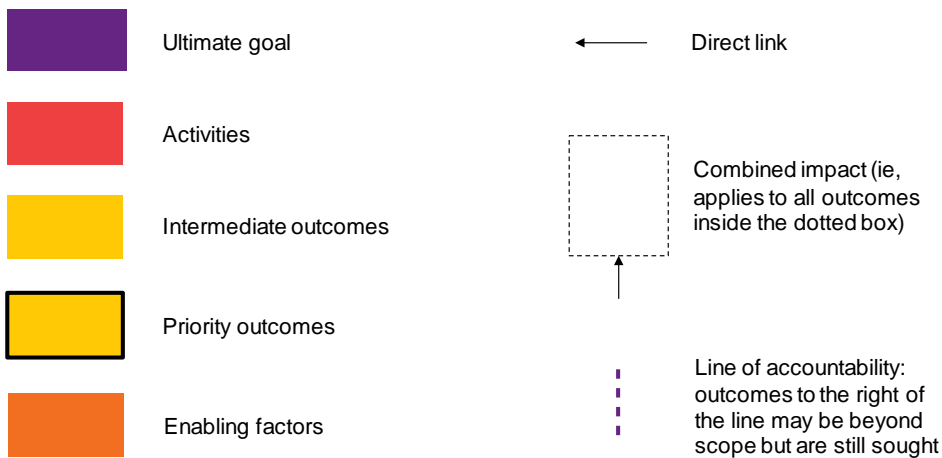 Ultimate goal
Activities
Intermediate outcomes
Priority outcomes
Enabling factors
Direct link
Combined impact (ie,
applies to all outcomes
inside the dotted box)
Line of accountability:
outcomes to the right of
the line may be beyond
scope but are still sought